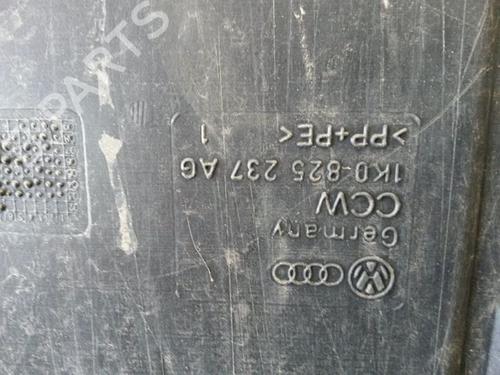 Germany
CCW
1K0-825 237 AG
>PP+PE<
1
PARTS